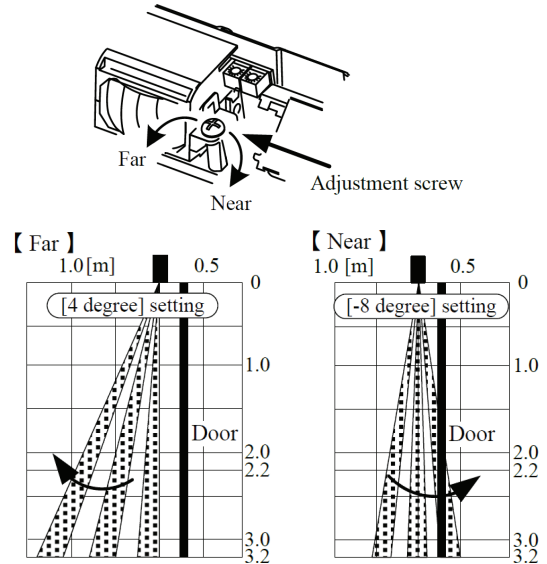 Far
Near
Adjustment screw
【 Far 】
1.0 [m] 0.5
0
[4 degree] setting
1.0
Door
2.0
2.2
3.0
3.2
【 Near 】
1.0 [m] 0.5
0
[-8 degree] setting
1.0
Door
2.0
2.2
3.0
3.2